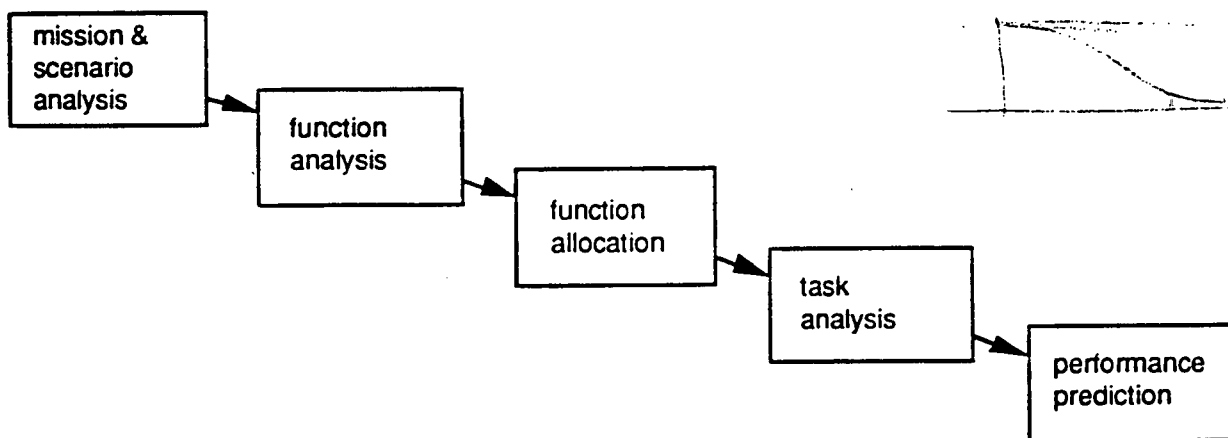 mission &
scenario
analysis
function
analysis
function
allocation
task
analysis
performance
prediction